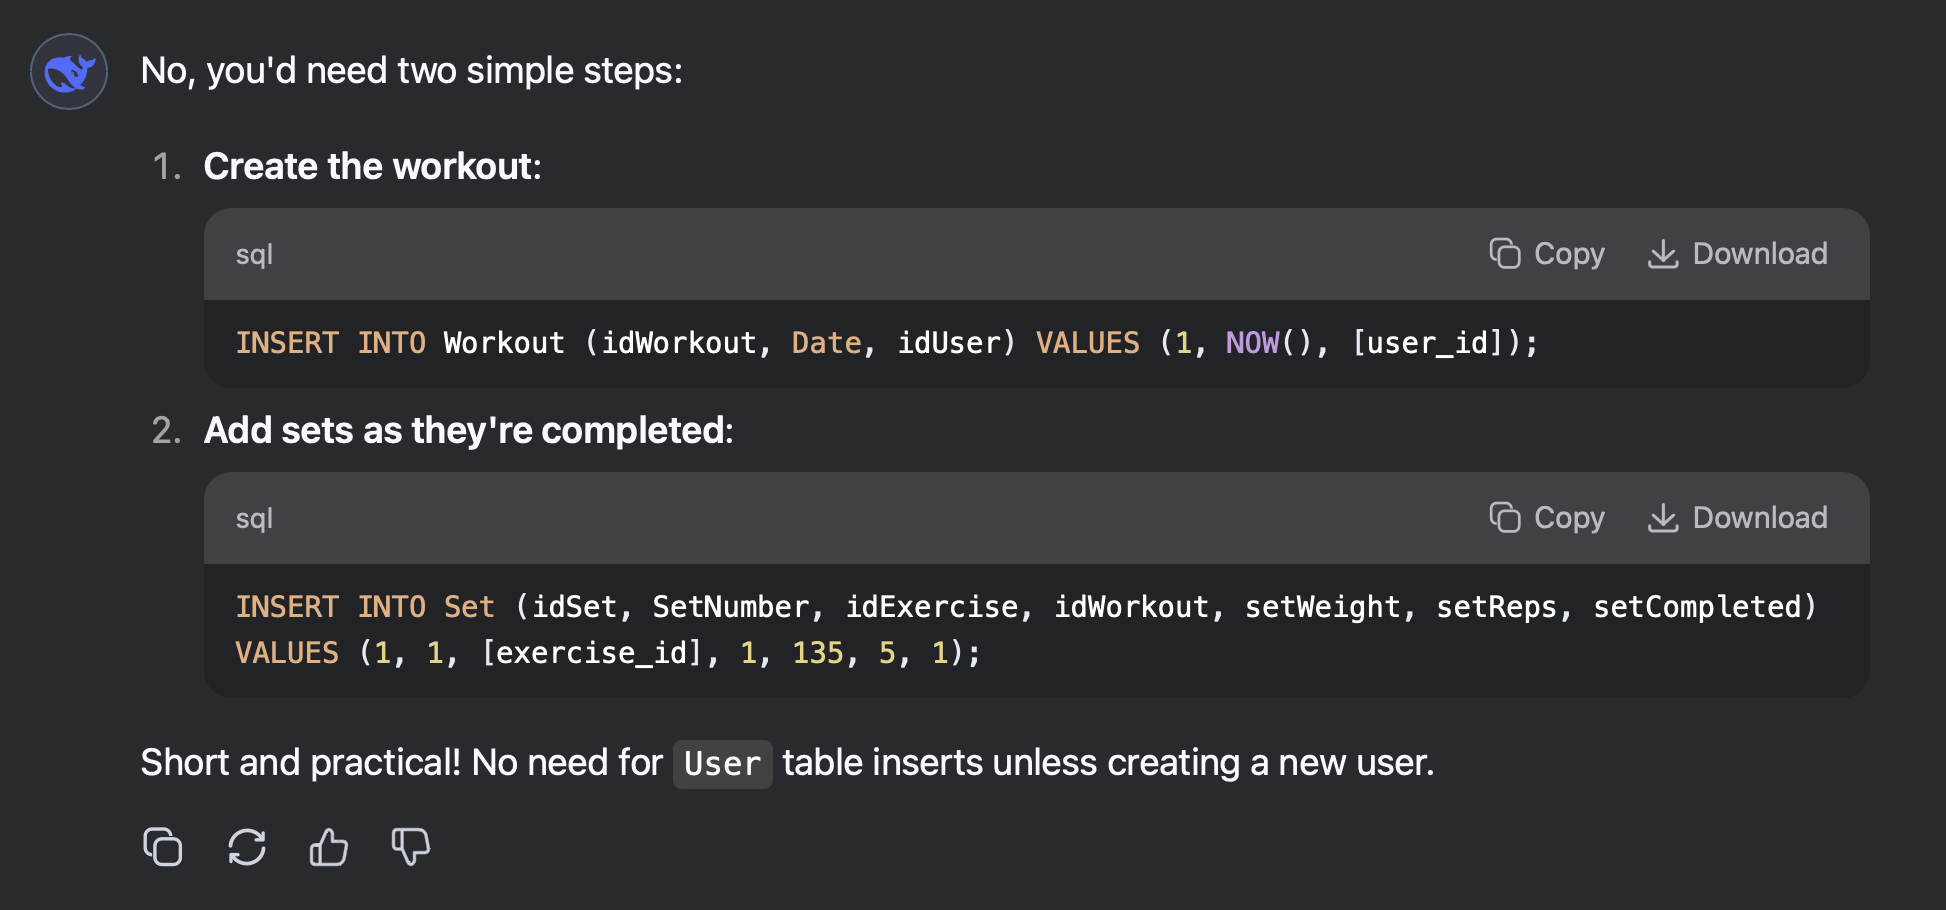 No, you'd need two simple steps:
1. Create the workout:
sql
Copy
Download
INSERT INTO Workout (idWorkout, Date, idUser) VALUES (1, NOW(), [user_id]);
2. Add sets as they're completed:
sql
Copy
Download
INSERT INTO Set (idSet, SetNumber, idExercise, idWorkout, setWeight, setReps, setCompleted)
VALUES (1, 1, [exercise_id], 1, 135, 5, 1);
Short and practical! No need for User table inserts unless creating a new user.